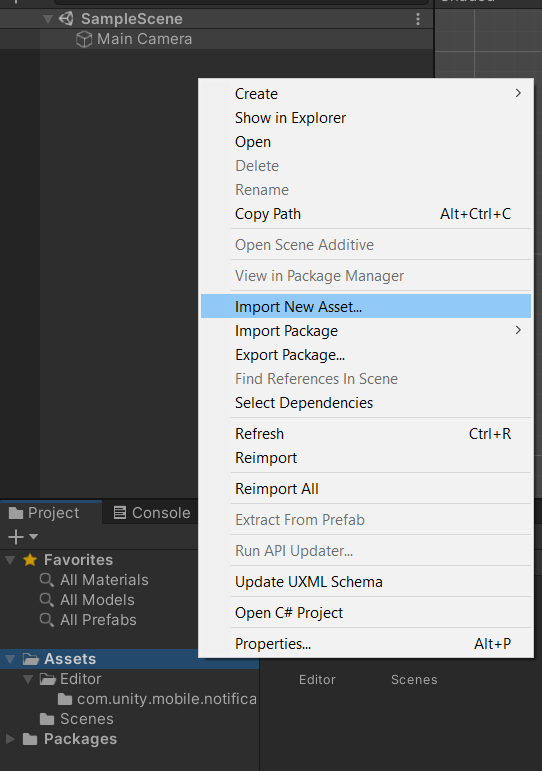 SampleScene
Main Camera
Create
Show in Explorer
Open
Delete
Rename
Copy Path Alt+Ctrl+C
Open Scene Additive
View in Package Manager
Import New Asset...
Import Package
Export Package...
Find References In Scene
Select Dependencies
Refresh Ctrl+R
Reimport
Reimport All
Extract From Prefab
Run API Updater...
Update UXML Schema
Open C# Project
Properties... Alt+P
Project
Console
Favorites
All Materials
All Models
All Prefabs
Assets
Editor
com.unity.mobile.notifica
Scenes
Packages
Editor Scenes